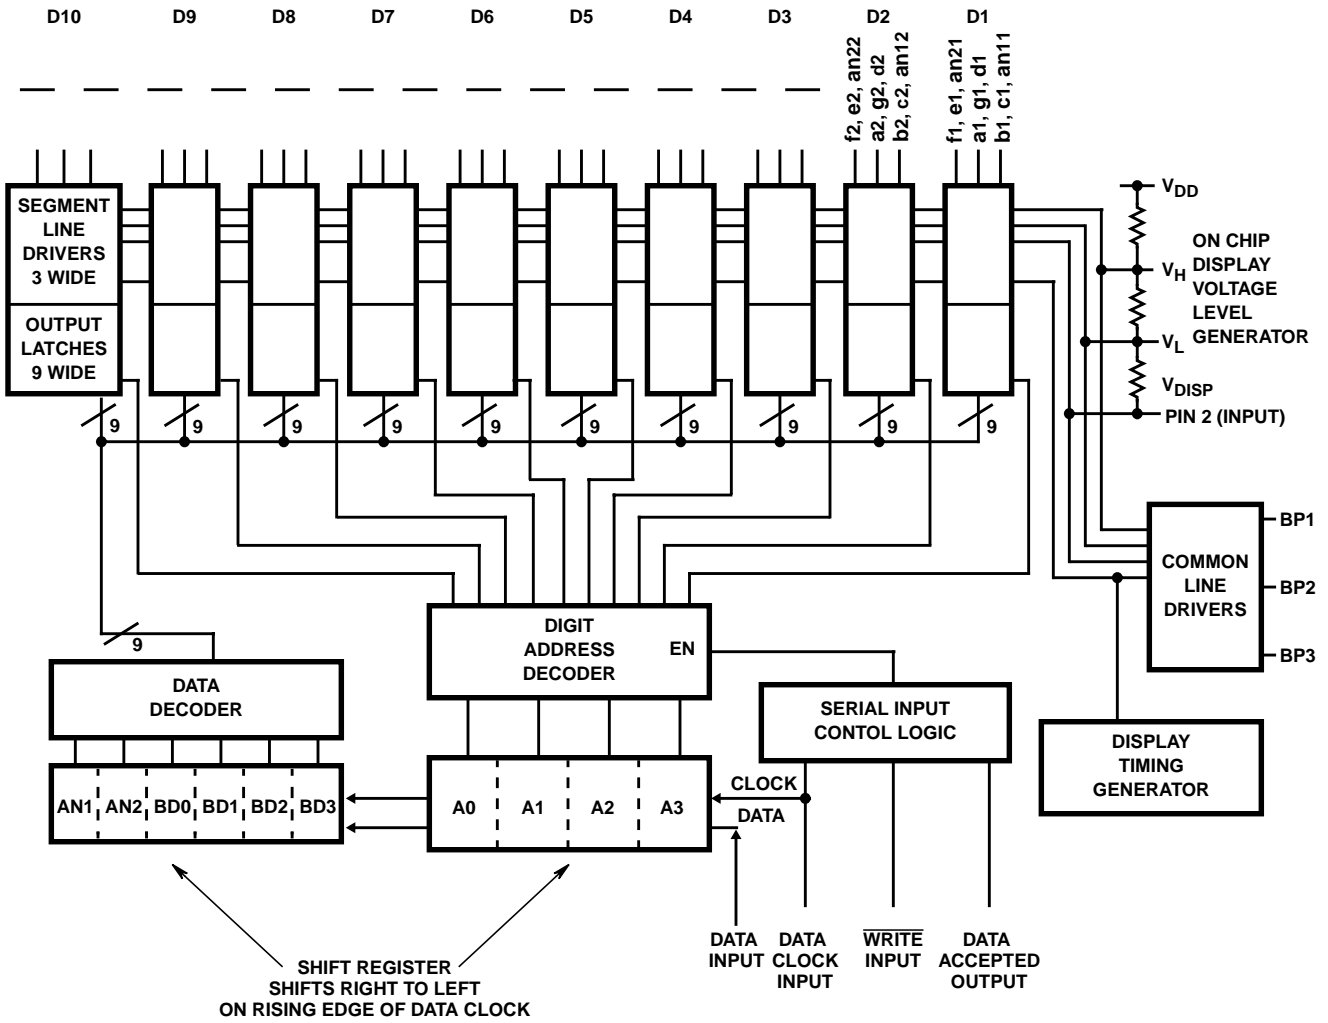 D10 D9 D8 D7 D6 D5 D4 D3 D2 D1
f2, e2, an22
a2, g2, d2
b2, c2, an12
f1, e1, an21
a1, g1, d1
b1, c1, an11
SEGMENT
LINE
DRIVERS
3 WIDE
OUTPUT
LATCHES
9 WIDE
VDD
VH
VL
VDISP
PIN 2 (INPUT)
ON CHIP
DISPLAY
VOLTAGE
LEVEL
GENERATOR
9 9 9 9 9 9 9 9 9 9
COMMON
LINE
DRIVERS
BP1
BP2
BP3
DIGIT
ADDRESS
DECODER
EN
9
DATA
DECODER
SERIAL INPUT
CONTOL LOGIC
DISPLAY
TIMING
GENERATOR
AN1 AN2 BD0 BD1 BD2 BD3
A0 A1 A2 A3
CLOCK
DATA
DATA
INPUT
DATA
CLOCK
INPUT
WRITE
INPUT
DATA
ACCEPTED
OUTPUT
SHIFT REGISTER
SHIFTS RIGHT TO LEFT
ON RISING EDGE OF DATA CLOCK